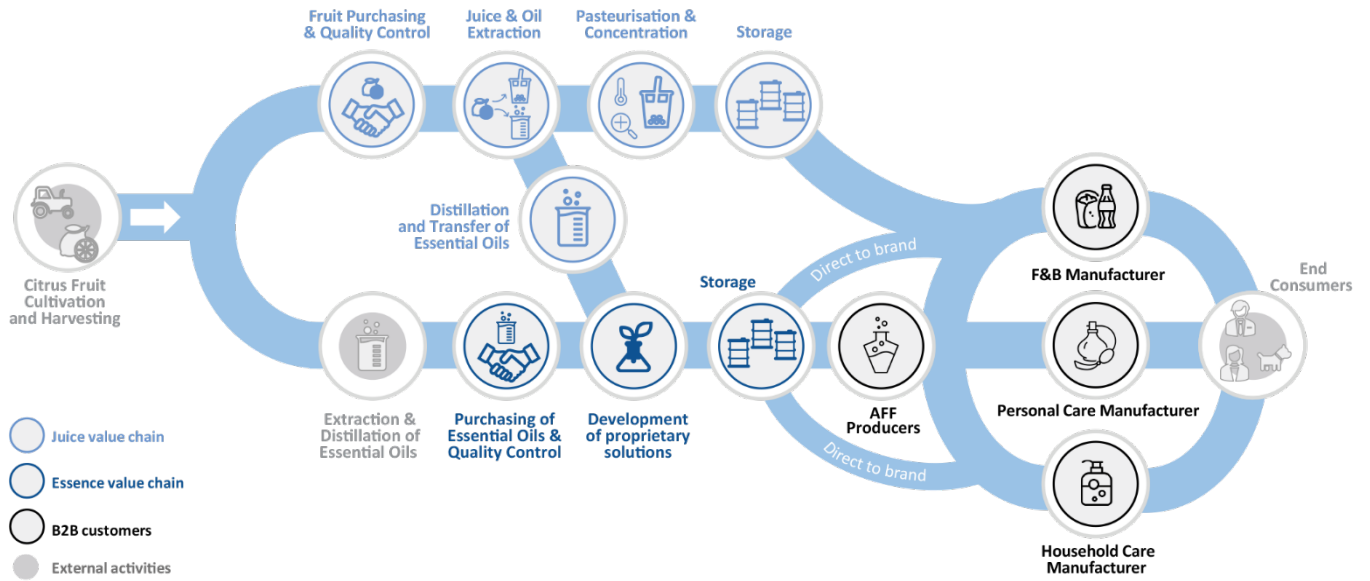 Fruit Purchasing
& Quality Control
Juice & Oil
Extraction
Pasteurisation &
Concentration
Storage
Citrus Fruit
Cultivation
and Harvesting
Distillation
and Transfer of
Essential Oils
Extraction &
Distillation of
Essential Oils
Purchasing of
Essential Oils &
Quality Control
Development
of proprietary
solutions
Storage
Direct to brand
AFF
Producers
Direct to brand
F&B Manufacturer
Personal Care Manufacturer
Household Care
Manufacturer
End
Consumers
Juice value chain
Essence value chain
B2B customers
External activities